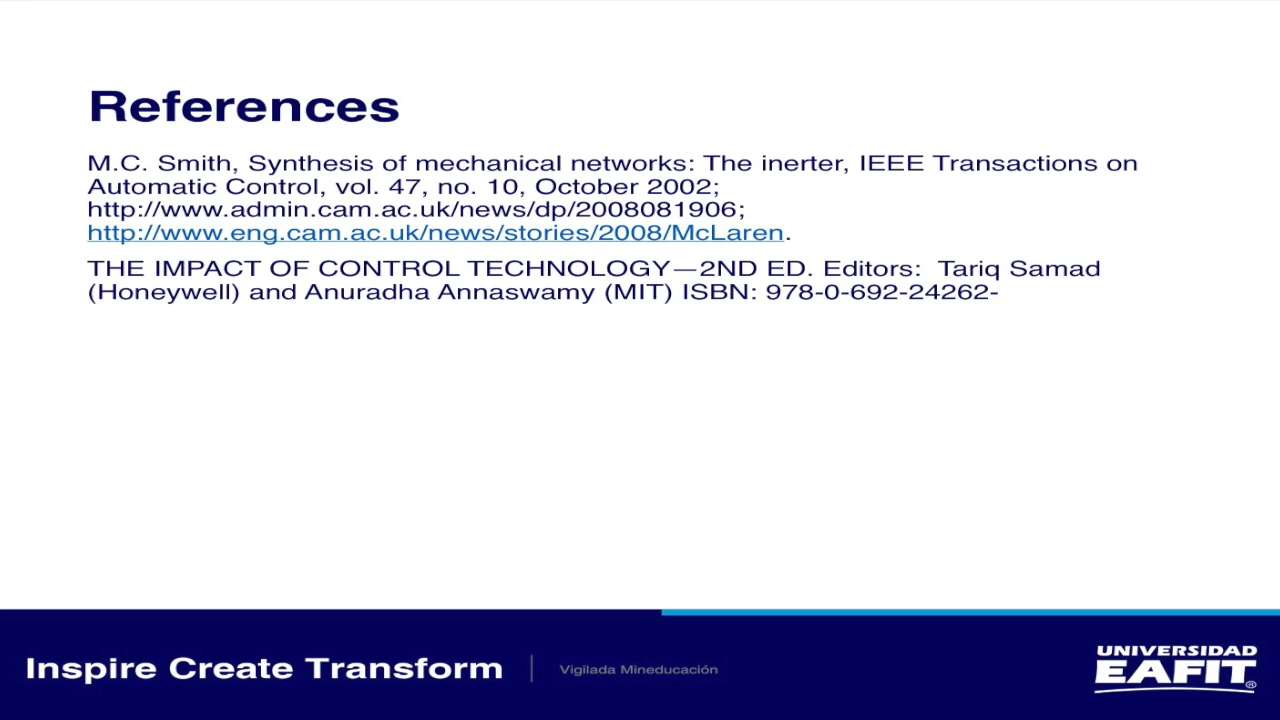 References
M.C. Smith, Synthesis of mechanical networks: The inerter, IEEE Transactions on
Automatic Control, vol. 47, no. 10, October 2002;
http://www.admin.cam.ac.uk/news/dp/2008081906;
http://www.eng.cam.ac.uk/news/stories/2008/McLaren.
THE IMPACT OF CONTROL TECHNOLOGY—2ND ED. Editors:  Tariq Samad
(Honeywell) and Anuradha Annaswamy (MIT) ISBN: 978-0-692-24262-
Inspire Create Transform
Vigilada Mineducación
UNIVERSIDAD
EAFIT®